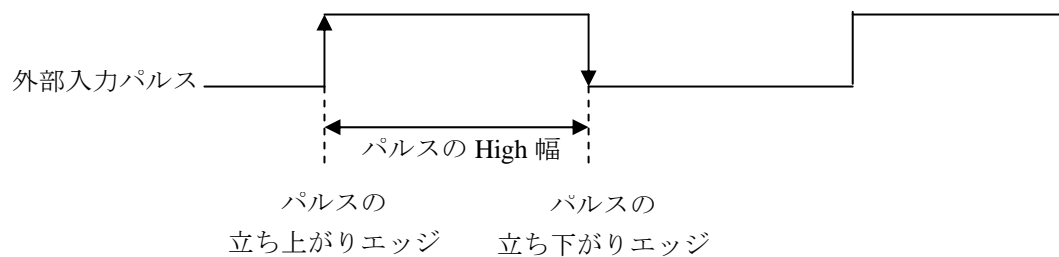 外部入力パルス
パルスの High 幅
パルスの
立ち上がりエッジ
パルスの
立ち下がりエッジ